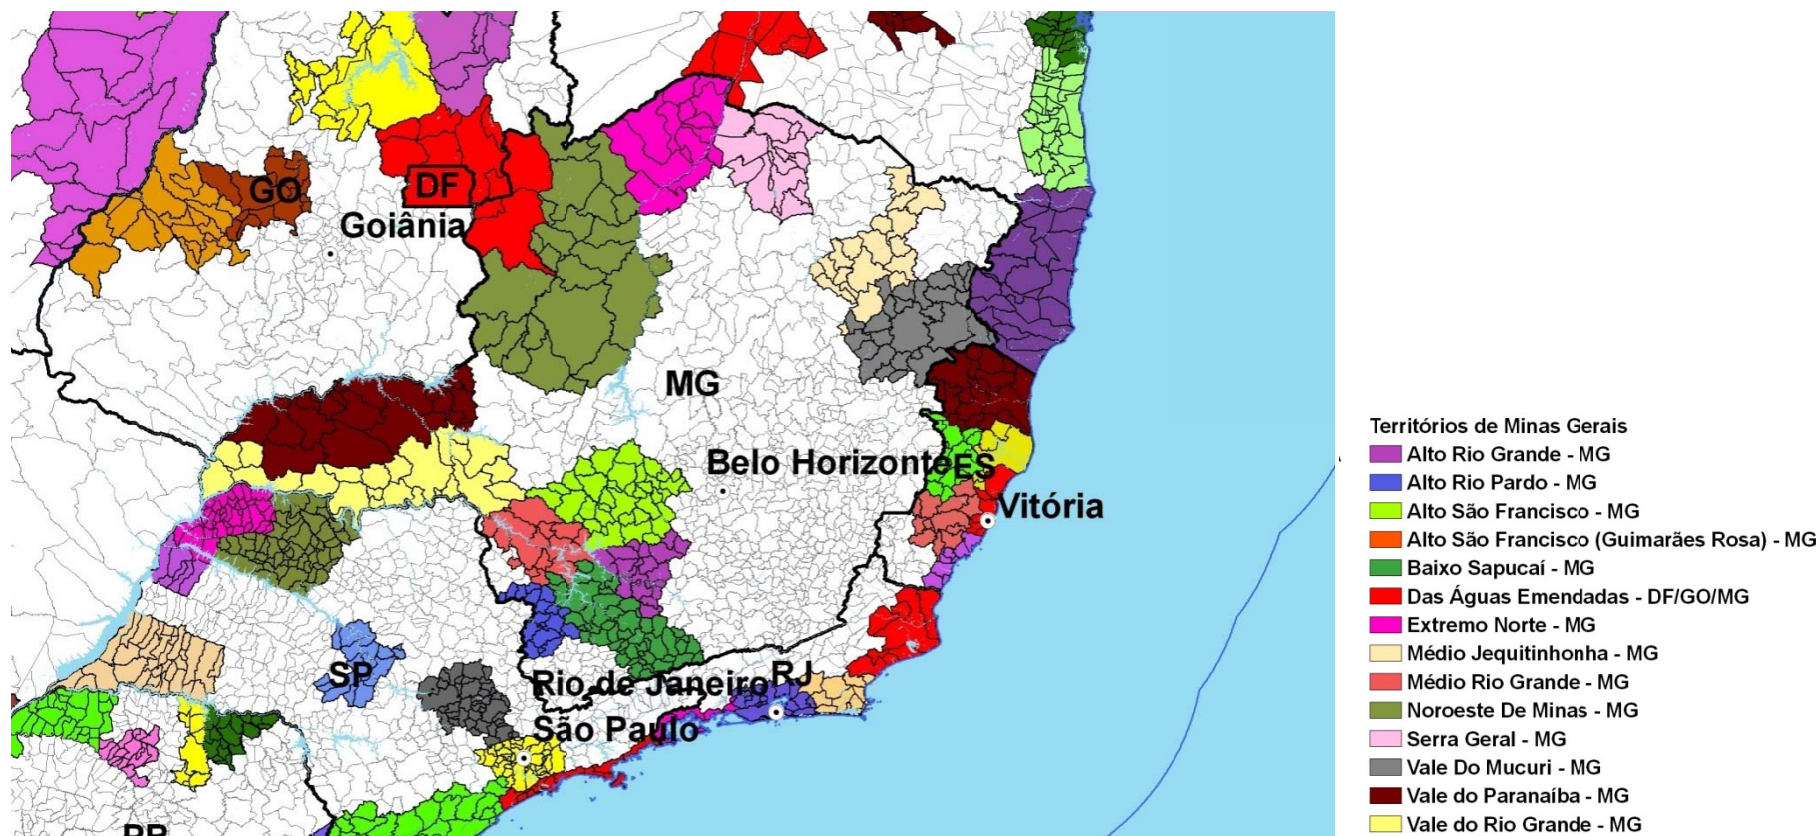 GO
DF
Goiânia
MG
Belo Horizonte
ES
Vitória
SP
Rio de Janeiro
RJ
São Paulo
PR
Territórios de Minas Gerais
Alto Rio Grande - MG
Alto Rio Pardo - MG
Alto São Francisco - MG
Alto São Francisco (Guimarães Rosa) - MG
Baixo Sapucaí - MG
Das Águas Emendadas - DF/GO/MG
Extremo Norte - MG
Médio Jequitinhonha - MG
Médio Rio Grande - MG
Noroeste De Minas - MG
Serra Geral - MG
Vale Do Mucuri - MG
Vale do Paranaíba - MG
Vale do Rio Grande - MG